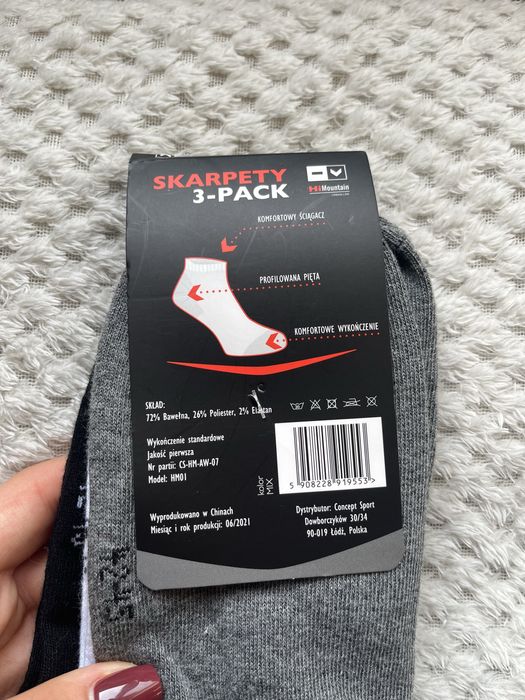 SKARPETY
3-PACK
HiMountain
KOMFORTOWY ŚCIĄGACZ
PROFILOWANA PIĘTA
KOMFORTOWE WYKOŃCZENIE
SKŁAD:
72% Bawełna, 26% Poliester, 2% Elastan
Wykończenie standardowe
Jakość pierwsza
Nr partii: CS-HM-AW-07
Model: HM01
kolor
MIX
5 908228 919553 >
Wyprodukowano w Chinach
Miesiąc i rok produkcji: 06/2021
Dystrybutor: Concept Sport
Dowborczyków 30/34
90-019 Łódź, Polska